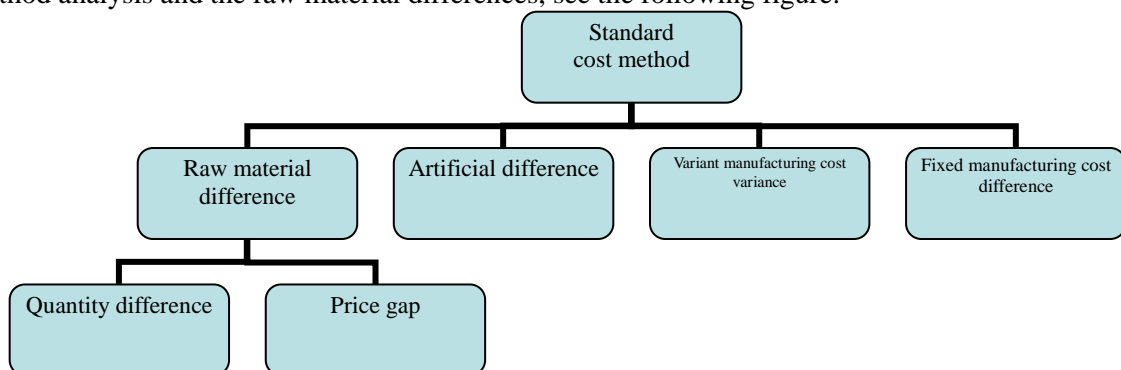 thod analysis and the raw material differences, see the following figure:
Standard
cost method
Raw material
difference
Artificial difference
Variant manufacturing cost
variance
Fixed manufacturing cost
difference
Quantity difference
Price gap